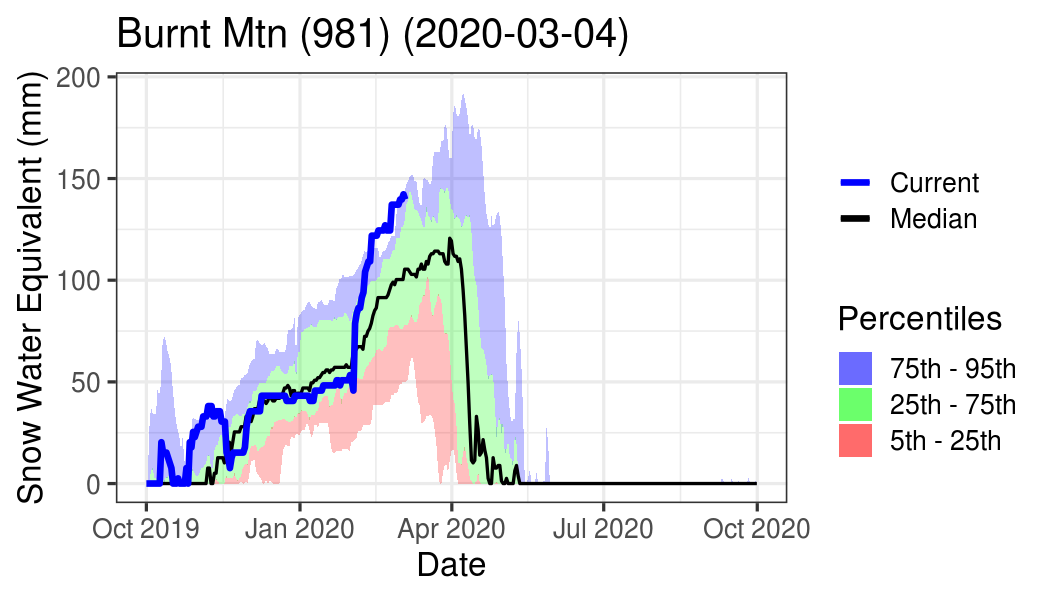 Burnt Mtn (981) (2020-03-04)
Snow Water Equivalent (mm)
200
150
100
50
0
Oct 2019
Jan 2020
Apr 2020
Jul 2020
Oct 2020
Date
Current
Median
Percentiles
75th - 95th
25th - 75th
5th - 25th